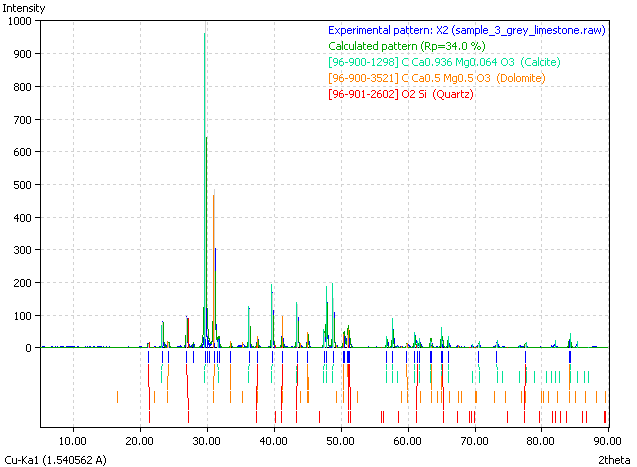 Intensity
1000
Experimental pattern: X2 (sample_3_grey_limestone.raw)
Calculated pattern (Rp=34.0 %)
[96-900-1298] C Ca0.936 Mg0.064 O3 (Calcite)
[96-900-3521] C Ca0.5 Mg0.5 O3 (Dolomite)
[96-901-2602] O2 Si (Quartz)
900
800
700
600
500
400
300
200
100
0
10.00 20.00 30.00 40.00 50.00 60.00 70.00 80.00 90.00
Cu-Ka1 (1.540562 A) 2theta